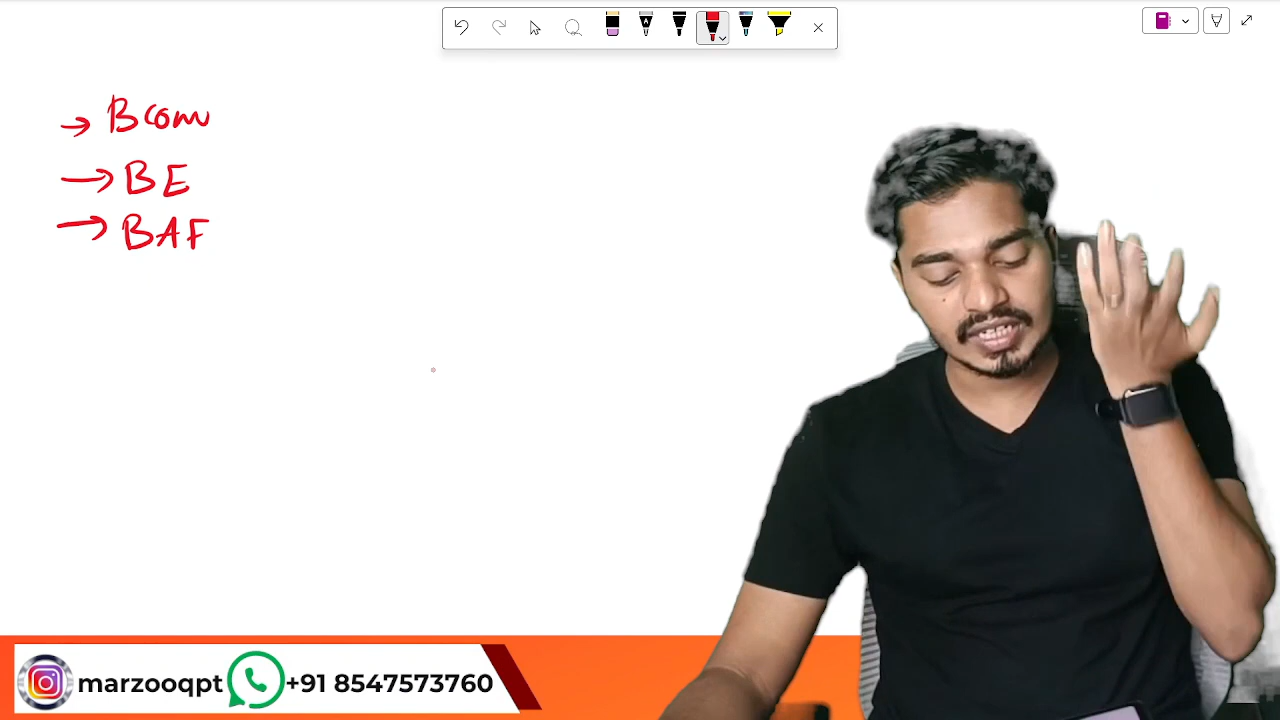 → Bcom
→ BE
→ BAF
marzooqpt +91 8547573760